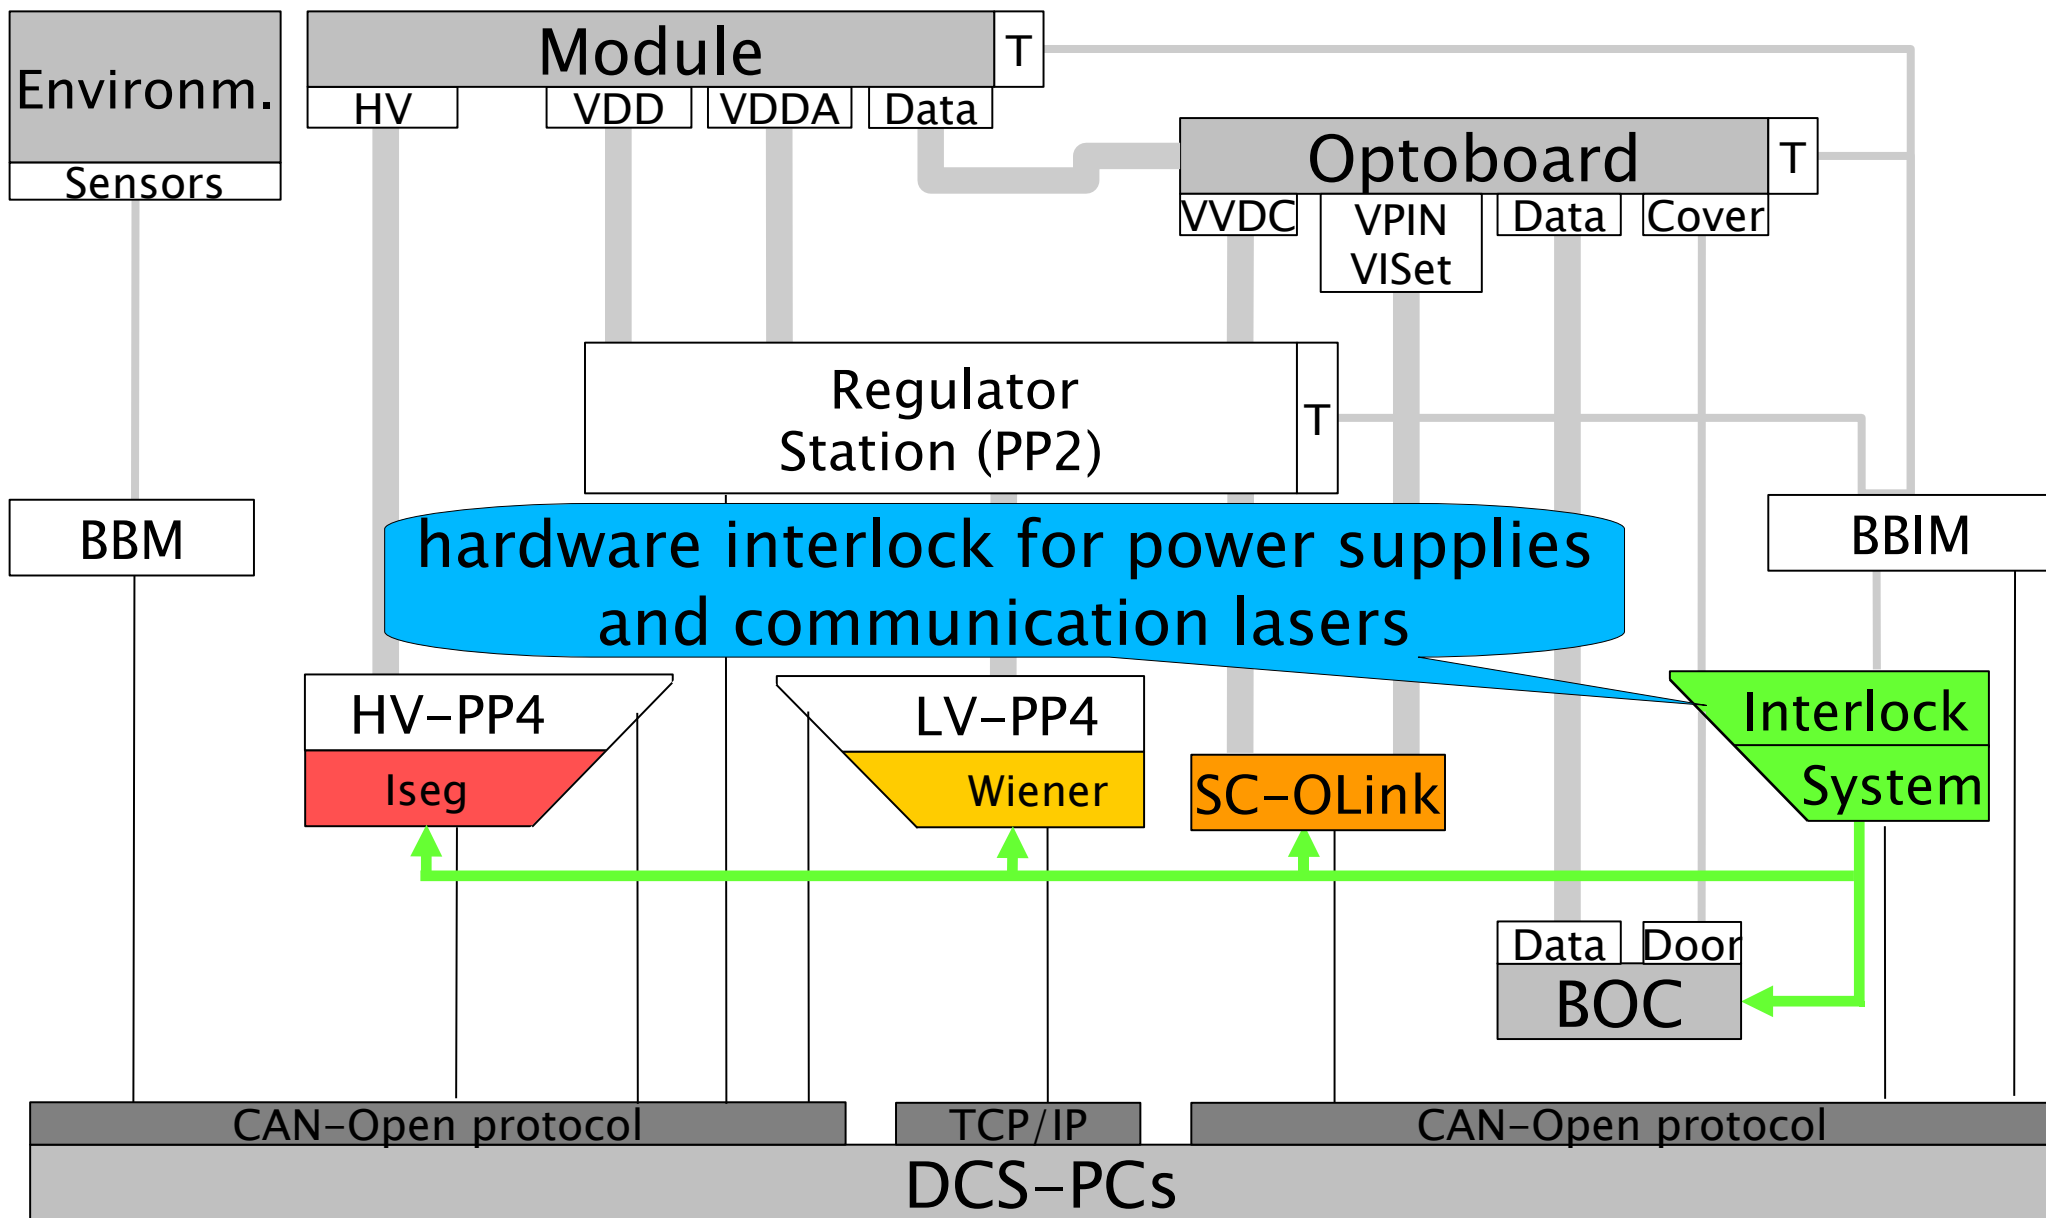 Module
T
Environm.
HV
VDD
VDDA
Data
Sensors
Optoboard
T
VVDC
VPIN
VISet
Data
Cover
Regulator
Station (PP2)
T
BBM
hardware interlock for power supplies
and communication lasers
BBIM
HV-PP4
Iseg
LV-PP4
Wiener
SC-OLink
Interlock
System
Data
Door
BOC
CAN-Open protocol
TCP/IP
CAN-Open protocol
DCS-PCs